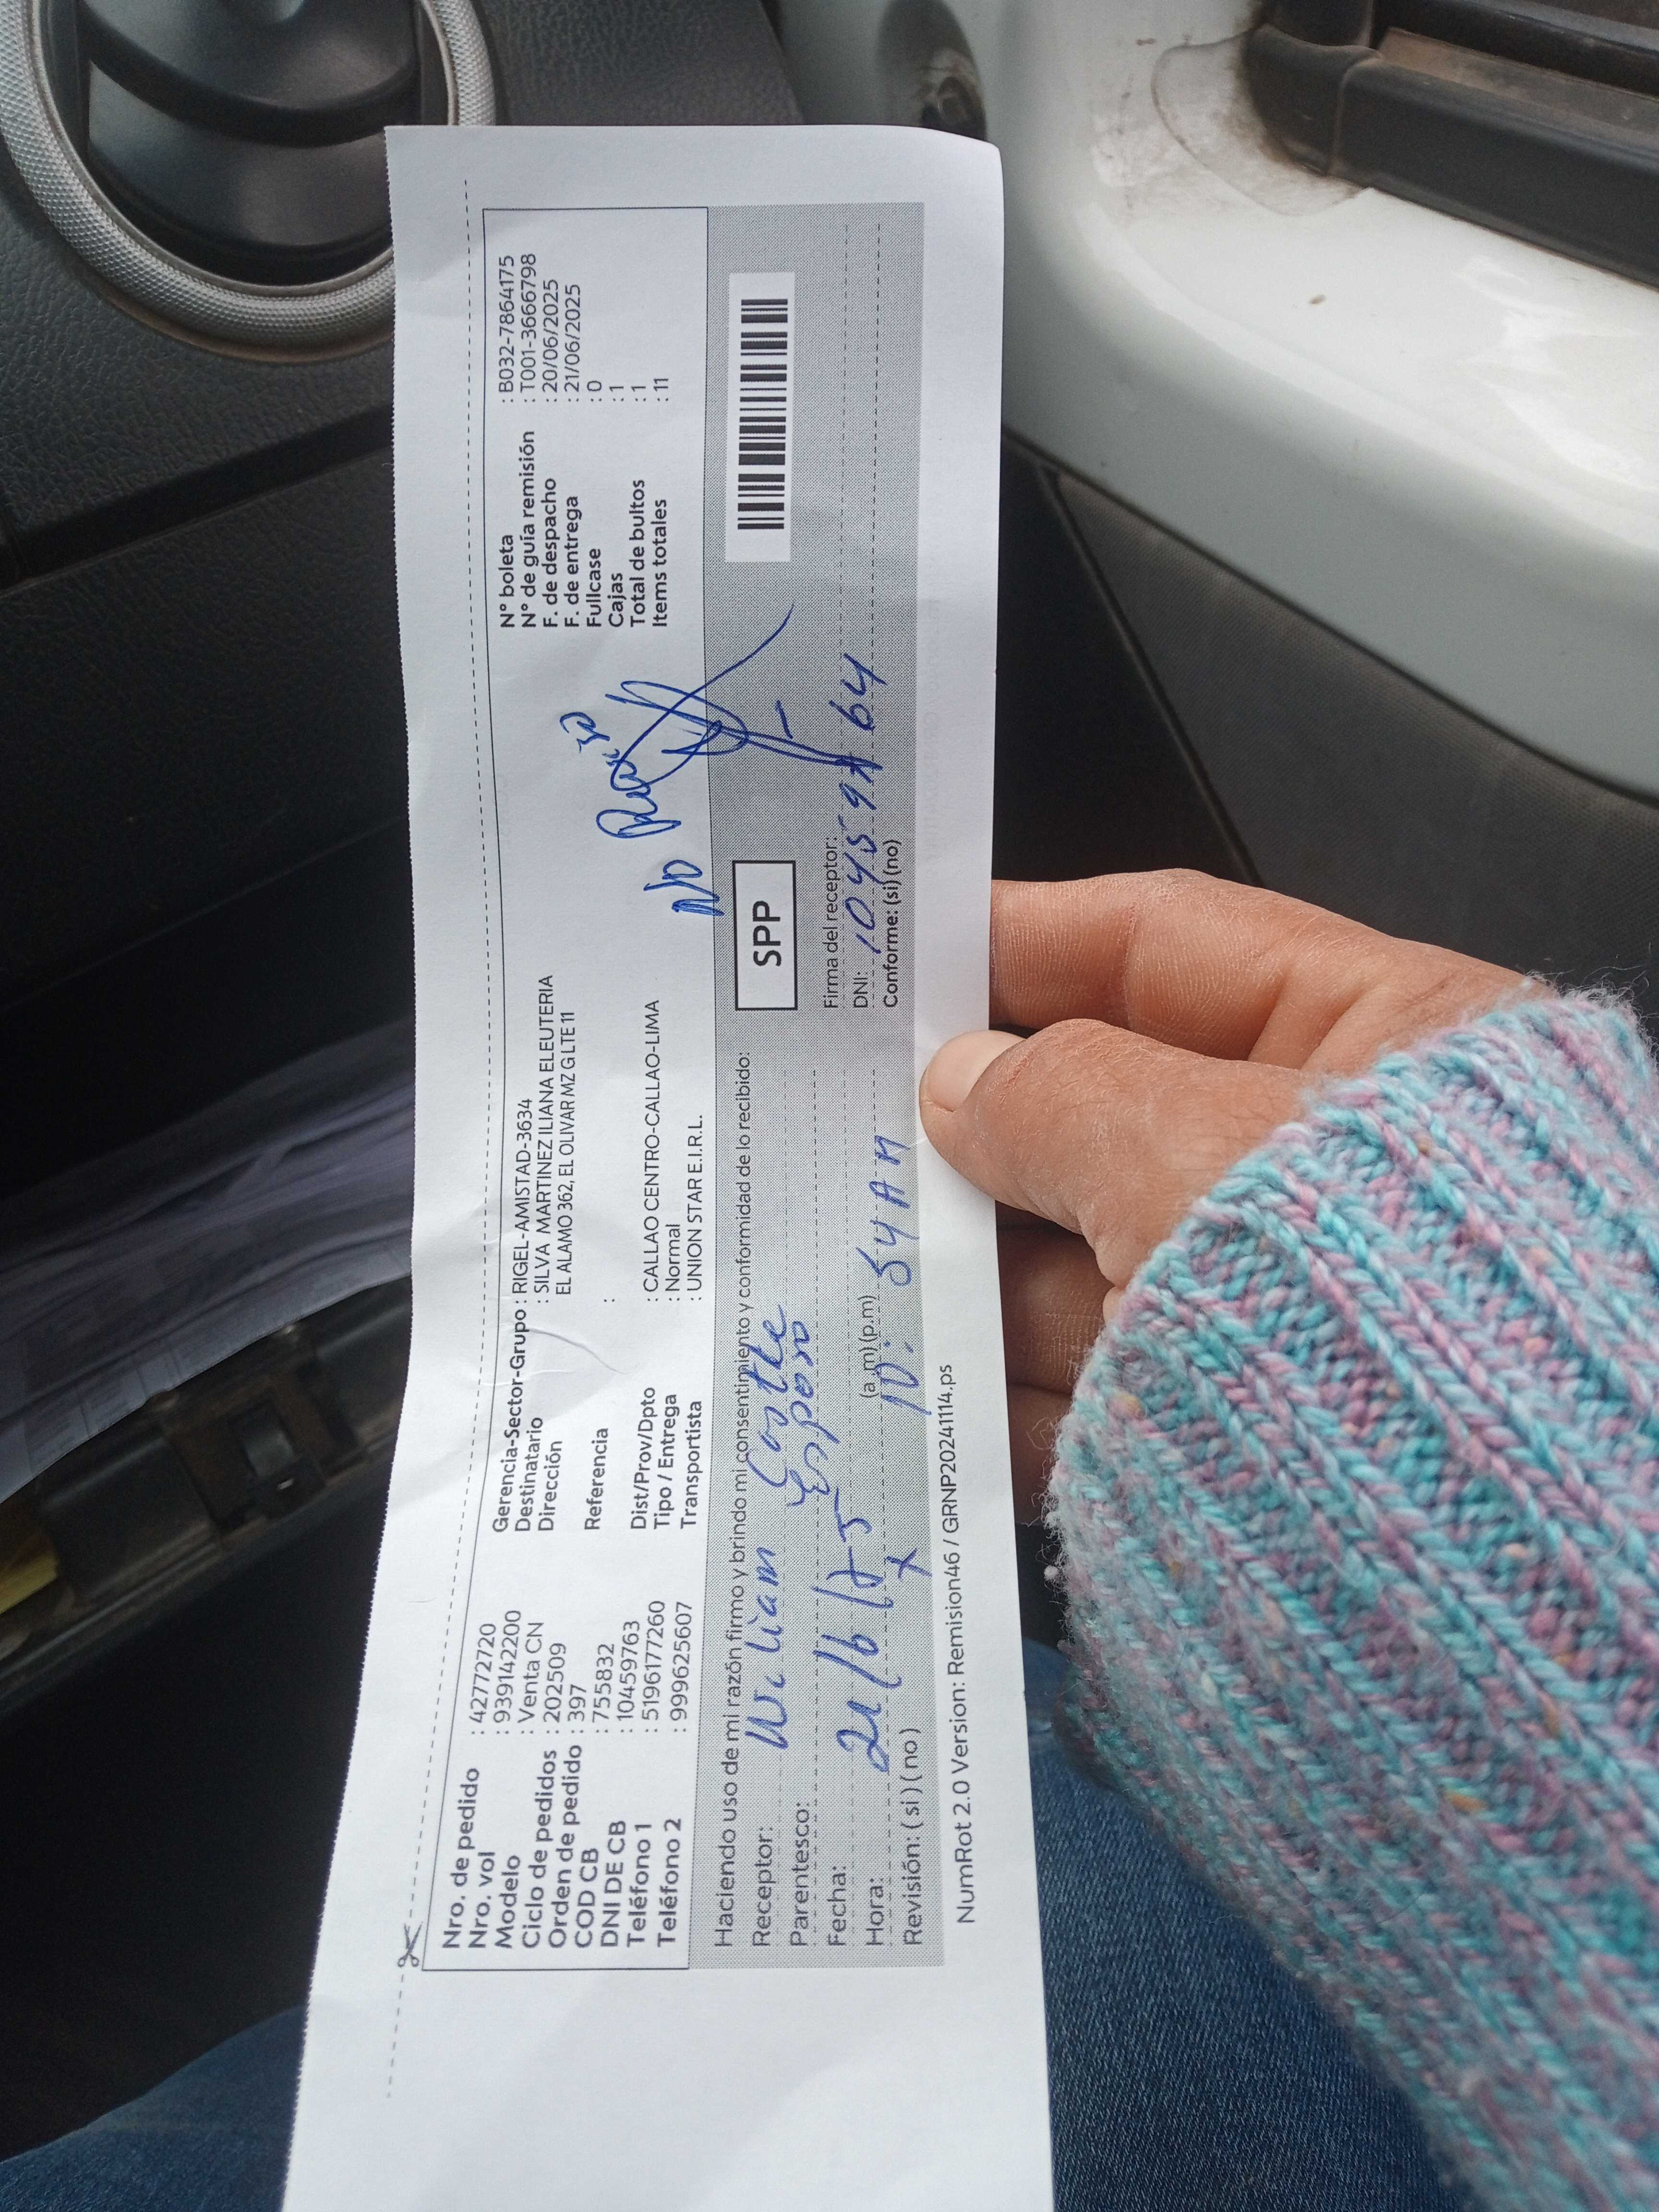 Nro. de pedido : 42772720
Nro. vol : 939142200
Modelo : Venta CN
Ciclo de pedidos : 202509
Orden de pedido : 397
COD CB : 755832
DNI DE CB : 10459763
Teléfono 1 : 5196177260
Teléfono 2 : 999625607
Gerencia-Sector-Grupo : RIGEL-AMISTAD-3634
Destinatario : SILVA MARTINEZ ILIANA ELEUTERIA
Dirección EL ALAMO 362, EL OLIVAR MZ G LTE 11
Referencia :
Dist/Prov/Dpto : CALLAO CENTRO-CALLAO-LIMA
Tipo / Entrega : Normal
Transportista : UNION STAR E.I.R.L.
N° boleta : B032-7864175
N° de guía remisión : T001-3666798
F. de despacho : 20/06/2025
F. de entrega : 21/06/2025
Fullcase : 0
Cajas : 1
Total de bultos : 1
Items totales : 11
No
Haciendo uso de mi razón firmo y brindo mi consentimiento y conformidad de lo recibido:
Receptor: William
Parentesco: Esposo
Fecha: 21/6/25
Hora: (a.m)(p.m) 10:54 AM
Revisión: ( si ) ( no ) x
SPP
Firma del receptor:
DNI: 10459
Conforme: (si) (no)
NumRot 2.0 Version: Remision46 / GRNP20241114.ps